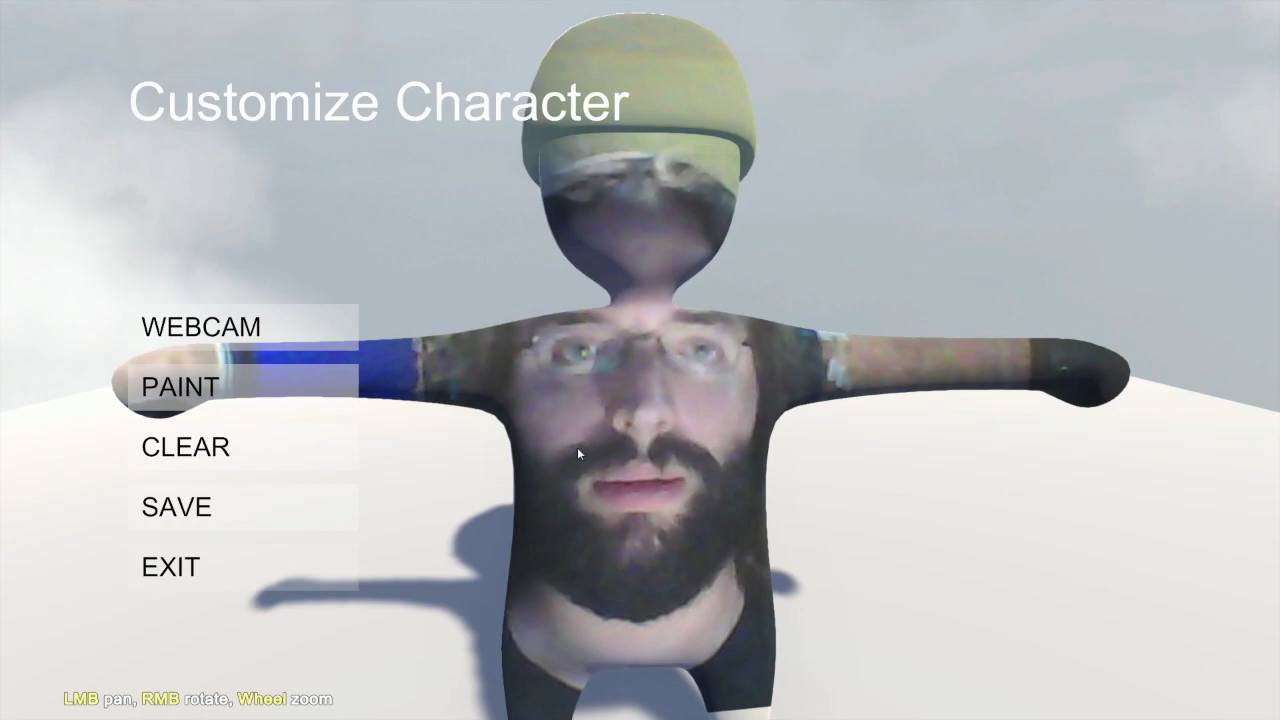 Customize Character
WEBCAM
PAINT
CLEAR
SAVE
EXIT
LMB pan, RMB rotate, Wheel zoom